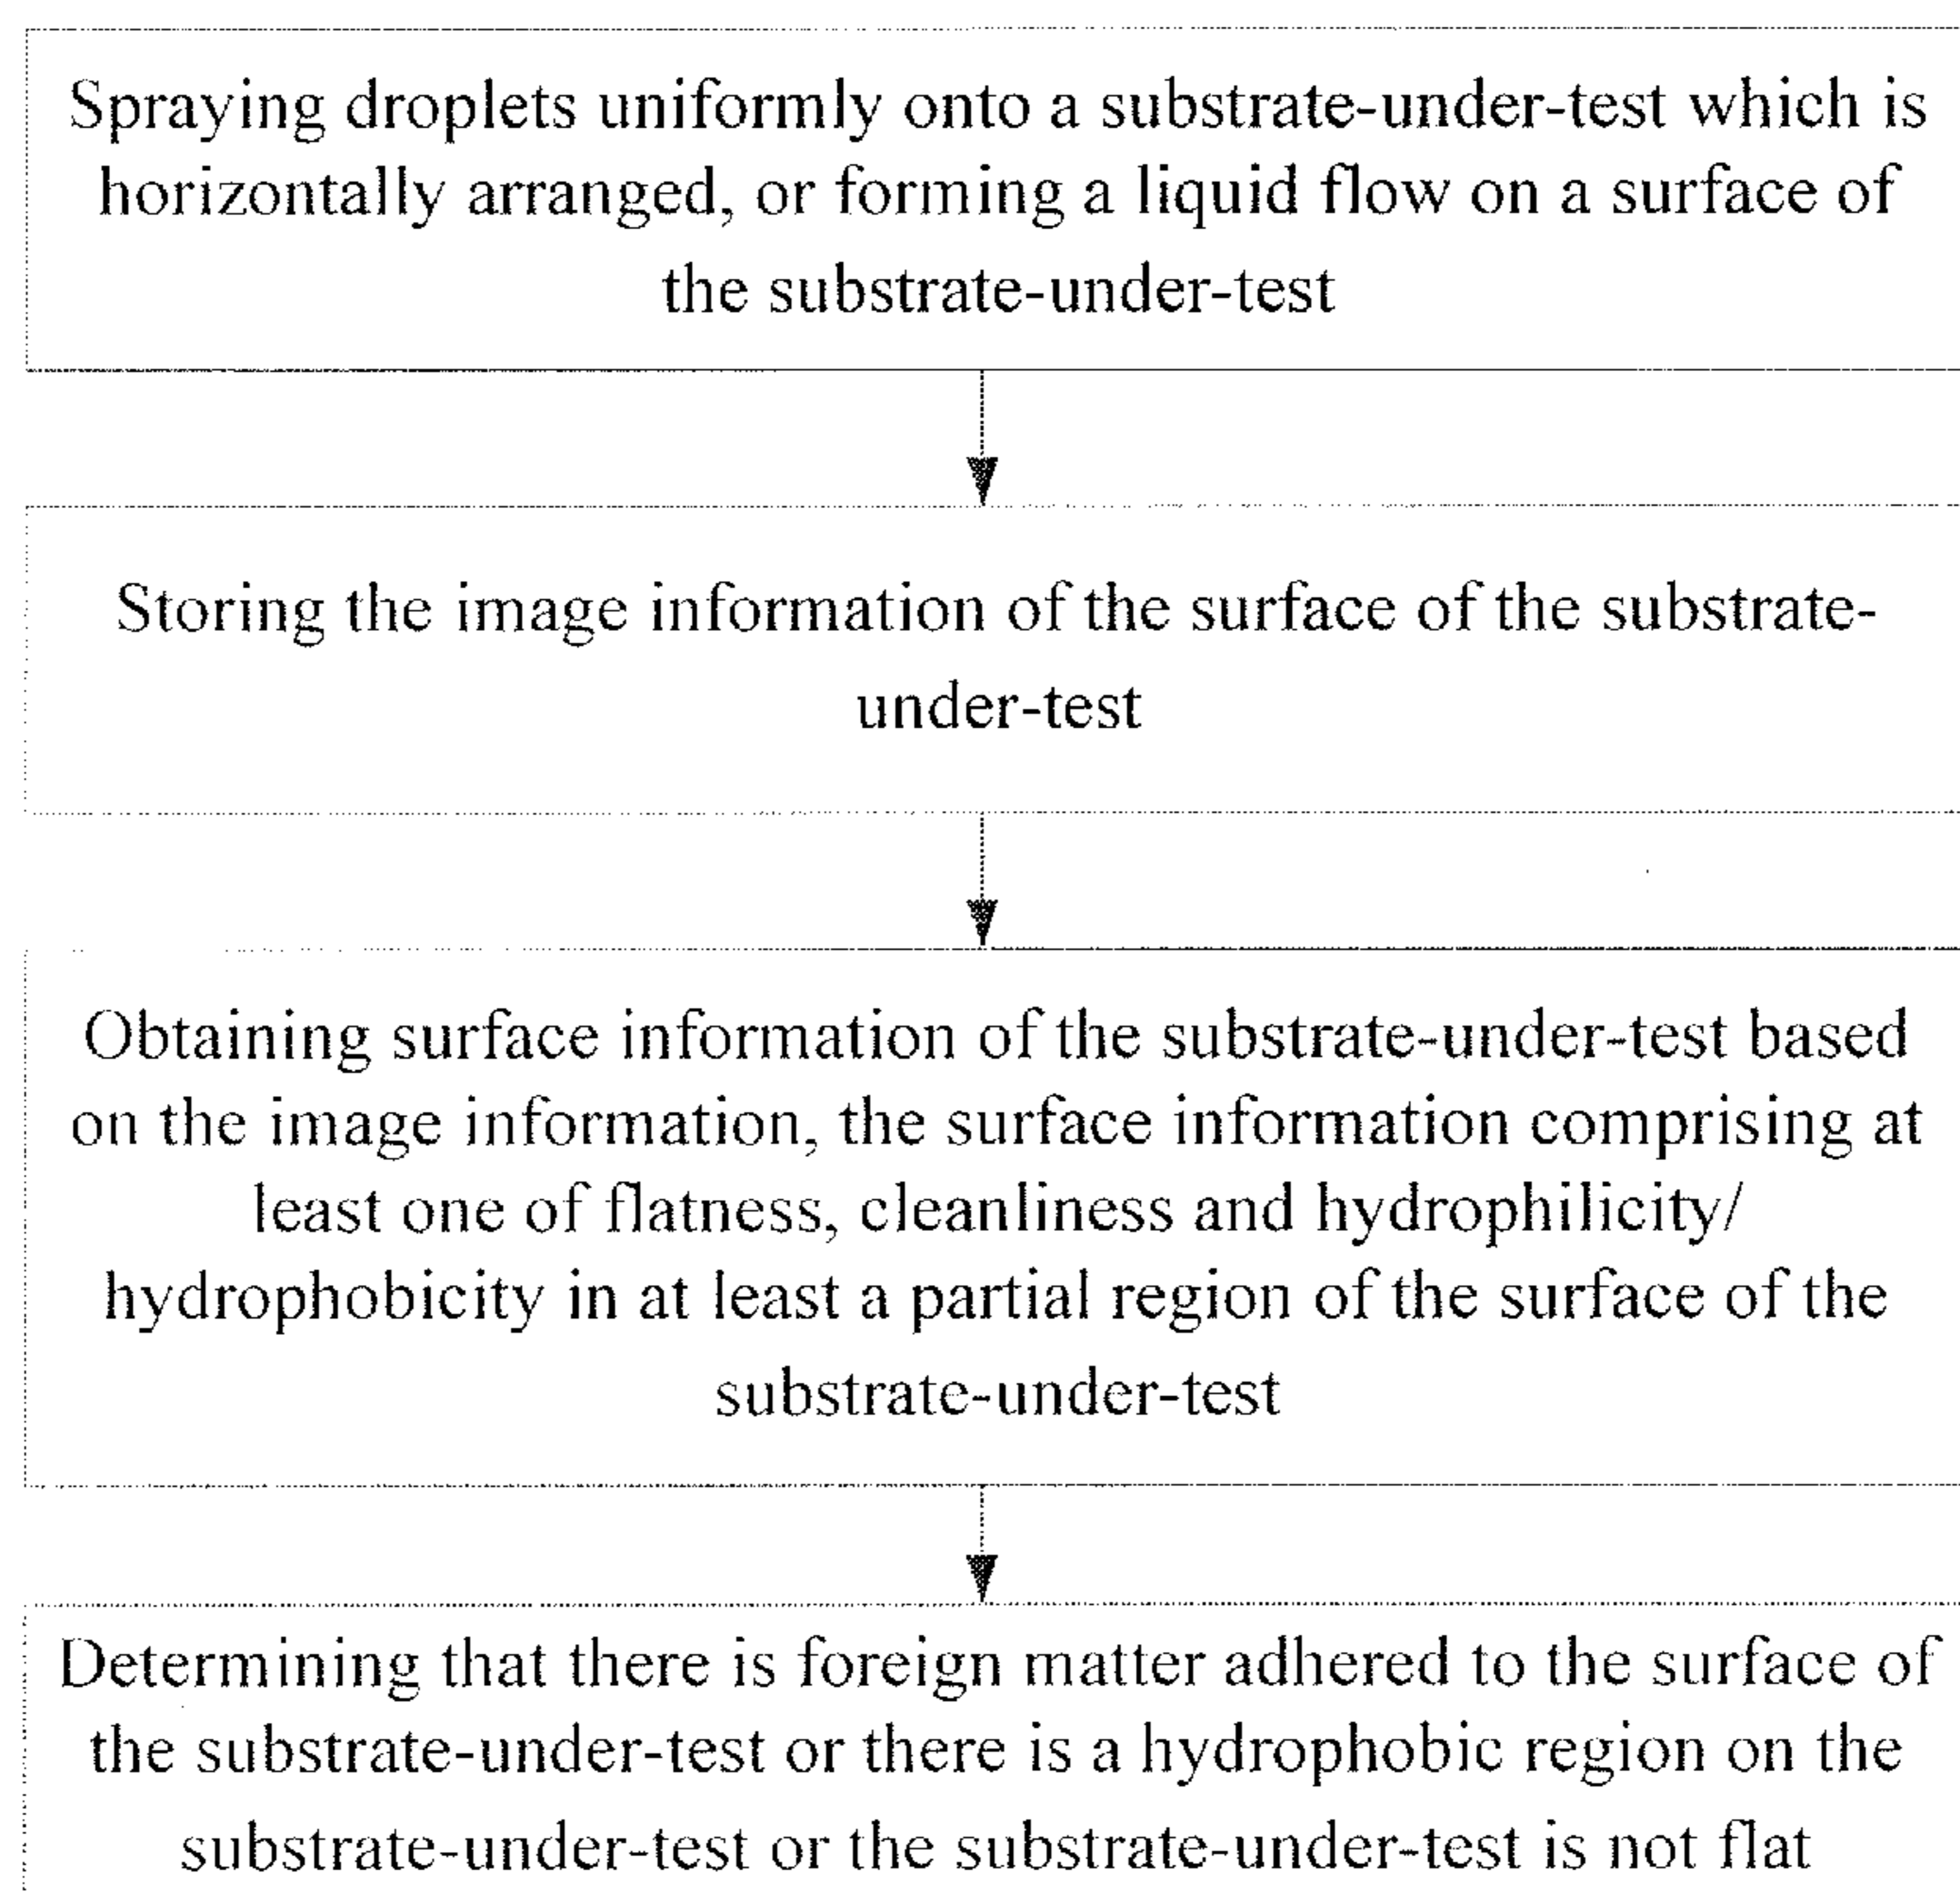 Spraying droplets uniformly onto a substrate-under-test which is
horizontally arranged, or forming a liquid flow on a surface of
the substrate-under-test
Storing the image information of the surface of the substrate-
under-test
Obtaining surface information of the substrate-under-test based
on the image information, the surface information comprising at
least one of flatness, cleanliness and hydrophilicity/
hydrophobicity in at least a partial region of the surface of the
substrate-under-test
Determining that there is foreign matter adhered to the surface of
the substrate-under-test or there is a hydrophobic region on the
substrate-under-test or the substrate-under-test is not flat